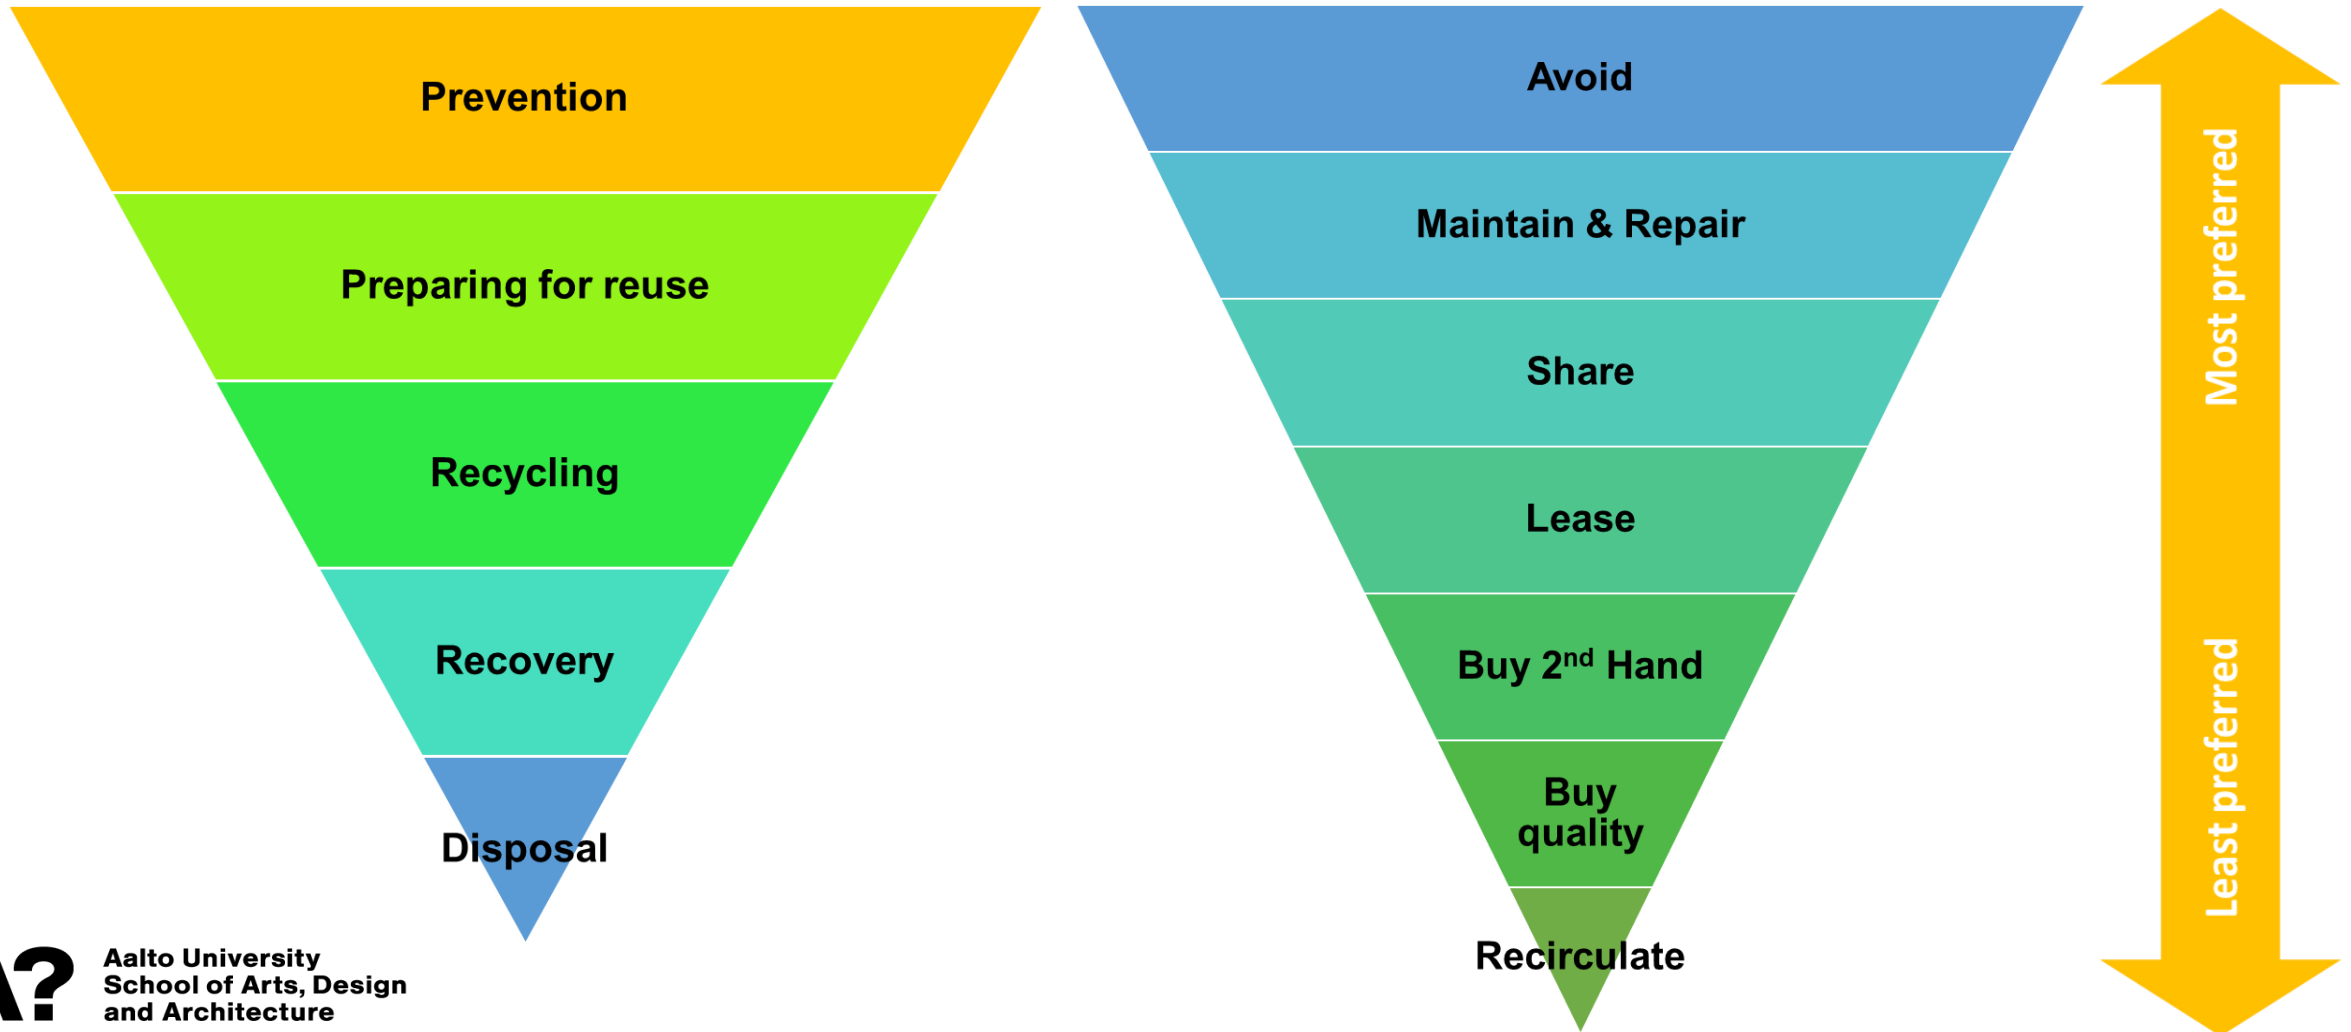 Prevention
Preparing for reuse
Recycling
Recovery
Disposal
Avoid
Maintain & Repair
Share
Lease
Buy 2nd Hand
Buy
quality
Recirculate
Most preferred
Least preferred
A?
Aalto University
School of Arts, Design
and Architecture